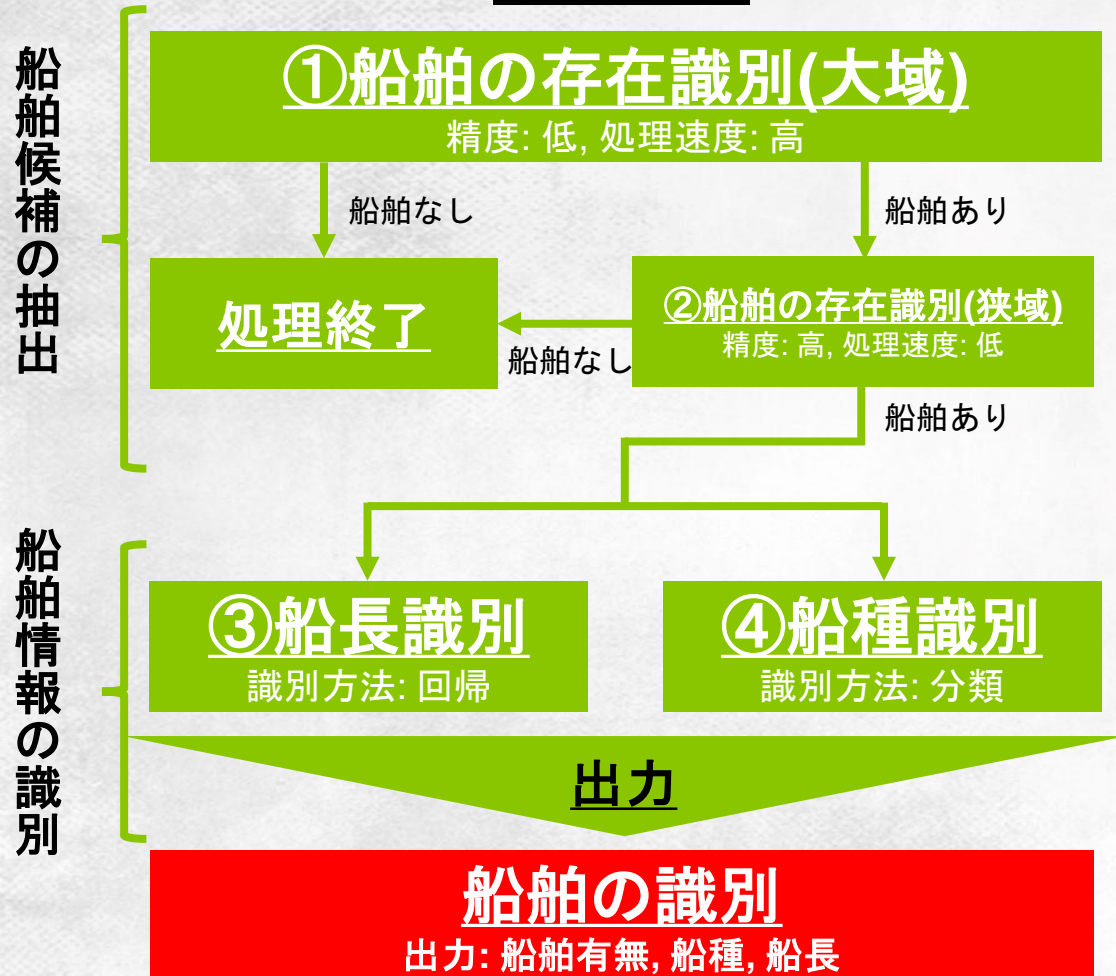 船舶候補の抽出
①船舶の存在識別(大域)
精度: 低, 処理速度: 高
船舶なし
船舶あり
処理終了
②船舶の存在識別(狭域)
精度: 高, 処理速度: 低
船舶なし
船舶あり
船舶情報の識別
③船長識別
識別方法: 回帰
④船種識別
識別方法: 分類
出力
船舶の識別
出力: 船舶有無, 船種, 船長